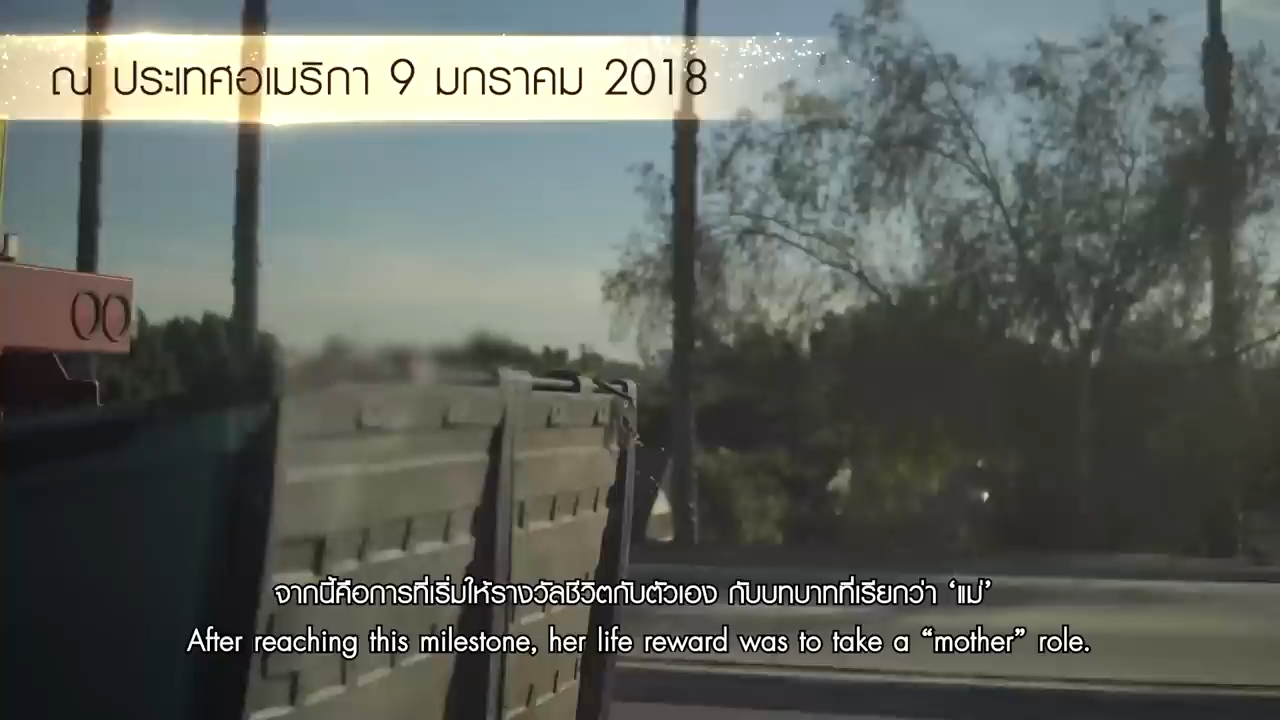 ณ ประเทศอเมริกา 9 มกราคม 2018
จากนี้คือการที่เริ่มให้รางวัลชีวิตกับตัวเอง กับบทบาทที่เรียกว่า ‘แม่’
After reaching this milestone, her life reward was to take a “mother” role.